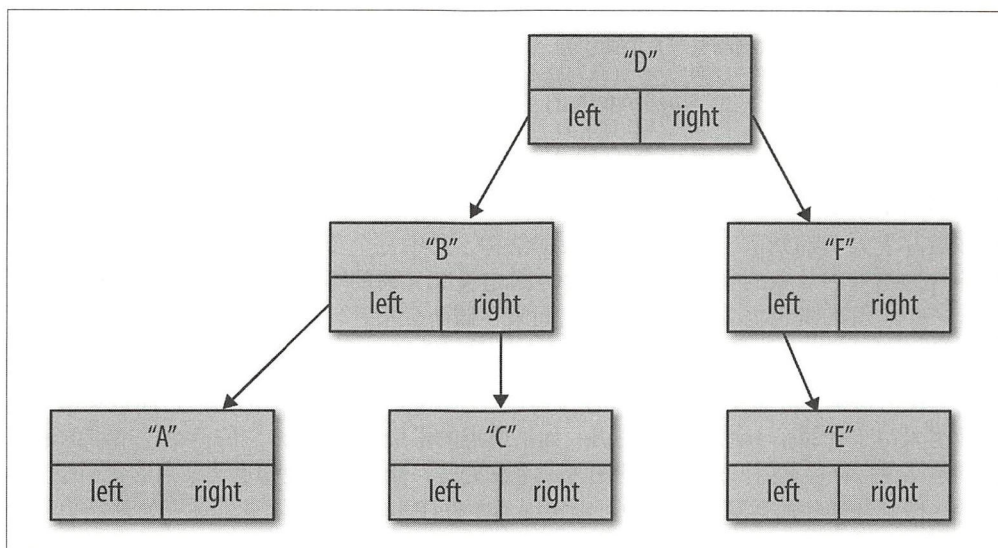 “D”
left right
“B”
left right
“F”
left right
“A”
left right
“C”
left right
“E”
left right